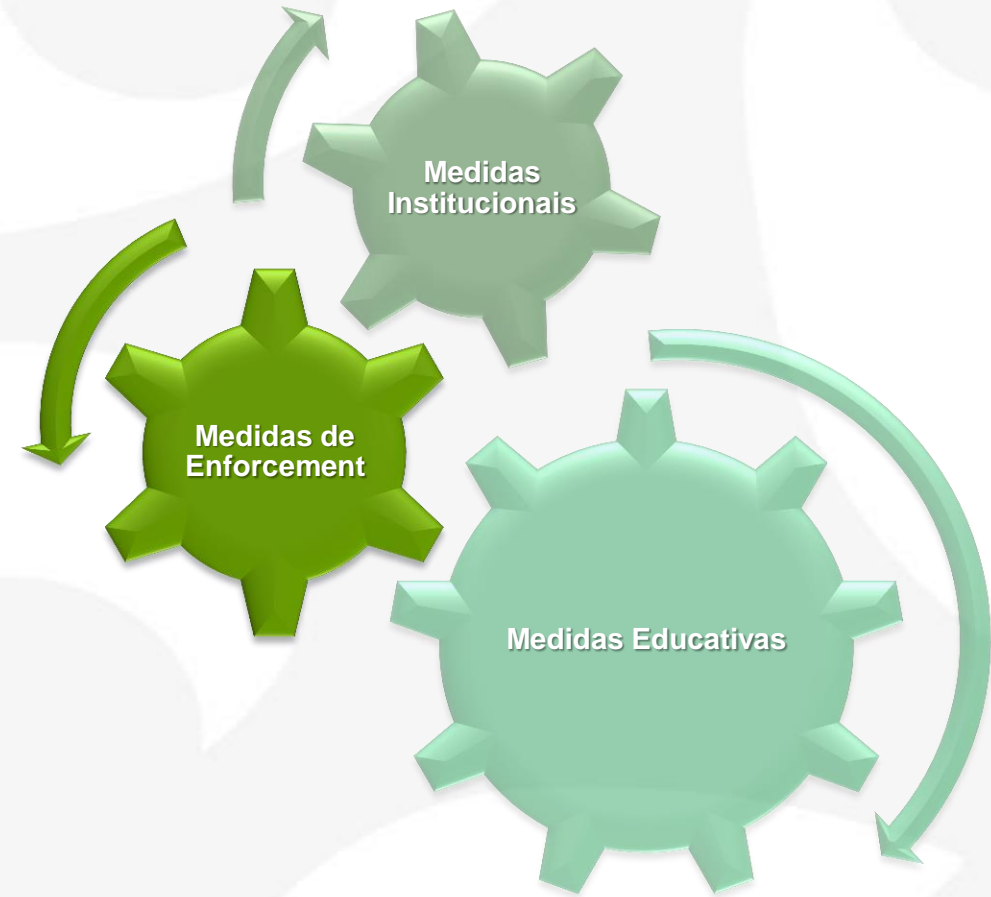 Medidas
Institucionais
Medidas de
Enforcement
Medidas Educativas